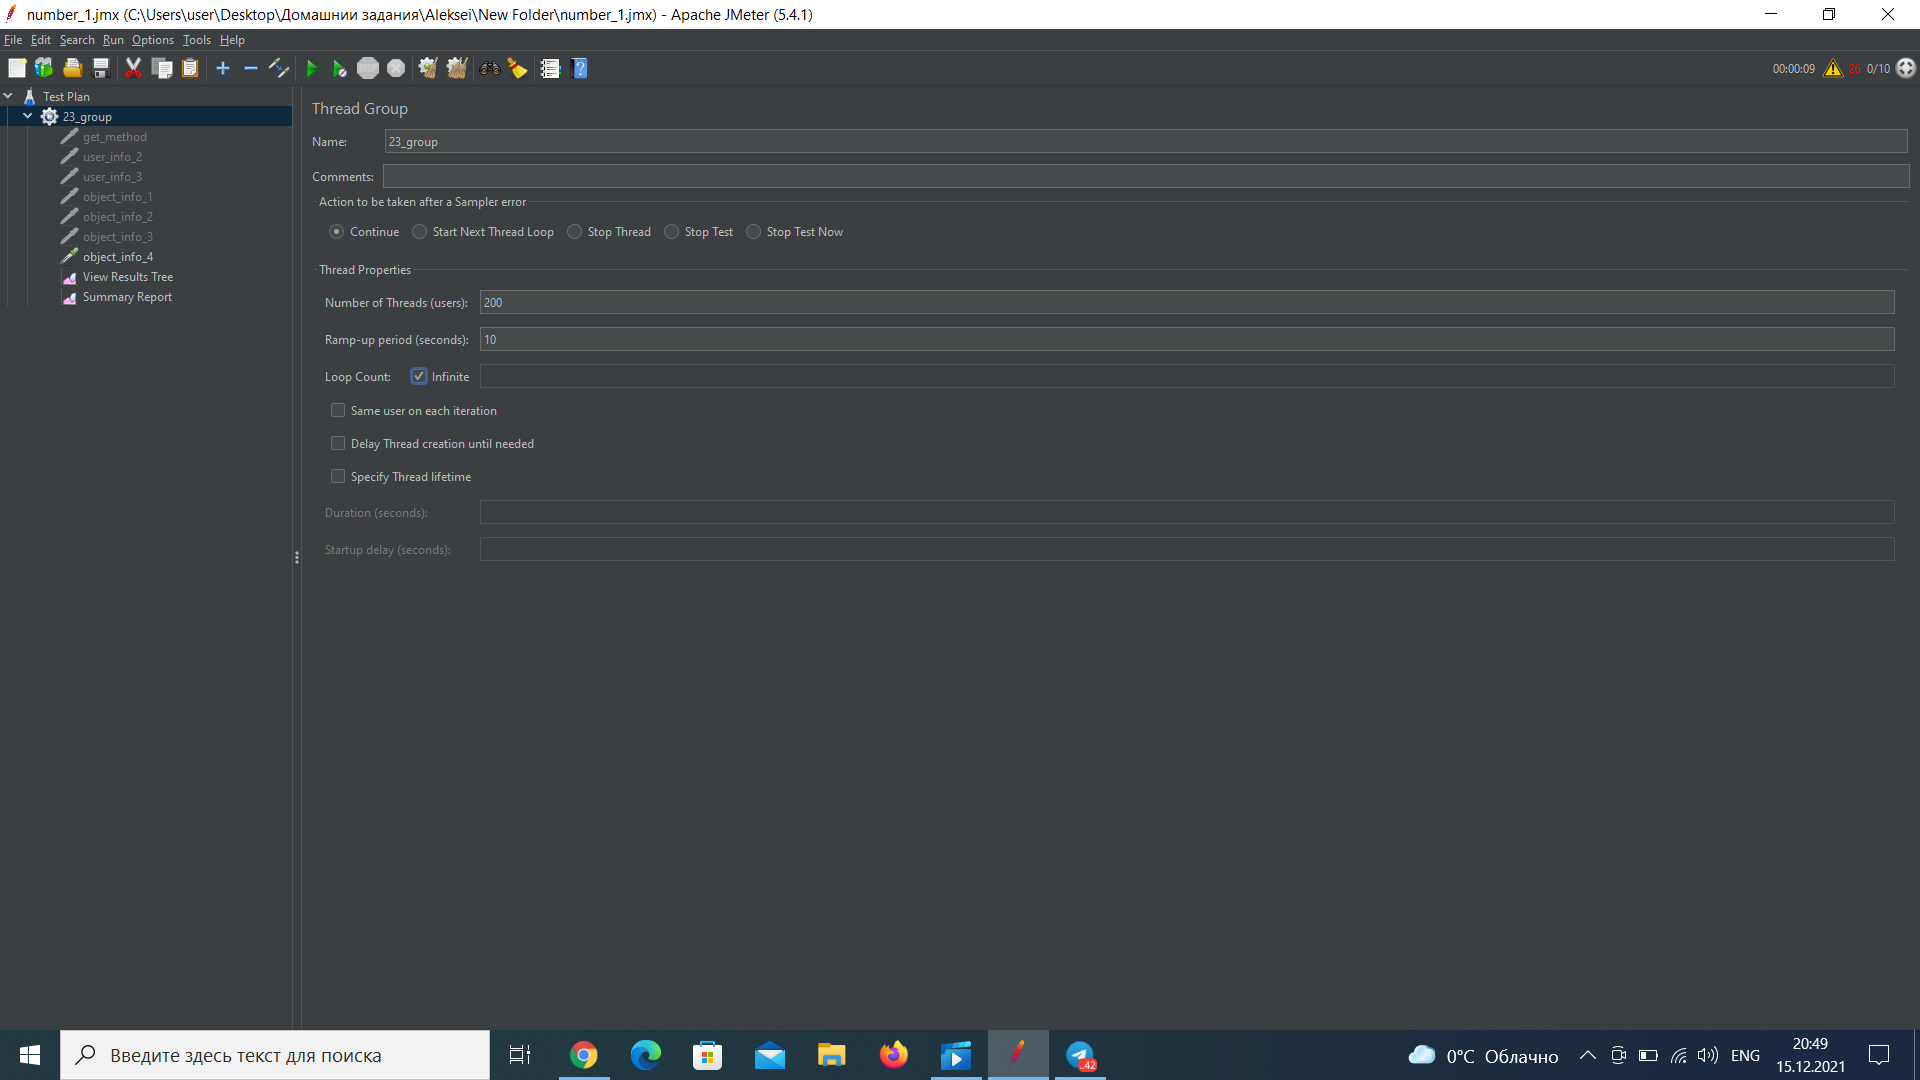 number_1.jmx (C:\Users\user\Desktop\Домашнии задания\Aleksei\New Folder\number_1.jmx) - Apache JMeter (5.4.1)
File Edit Search Run Options Tools Help
STOP
00:00:09 26 0/10
Test Plan
23_group
get_method
user_info_2
user_info_3
object_info_1
object_info_2
object_info_3
object_info_4
View Results Tree
Summary Report
Thread Group
Name: 23_group
Comments:
Action to be taken after a Sampler error
Continue Start Next Thread Loop Stop Thread Stop Test Stop Test Now
Thread Properties
Number of Threads (users): 200
Ramp-up period (seconds): 10
Loop Count: Infinite
Same user on each iteration
Delay Thread creation until needed
Specify Thread lifetime
Duration (seconds):
Startup delay (seconds):
Введите здесь текст для поиска
..42
0°C Облачно
ENG
20:49
15.12.2021